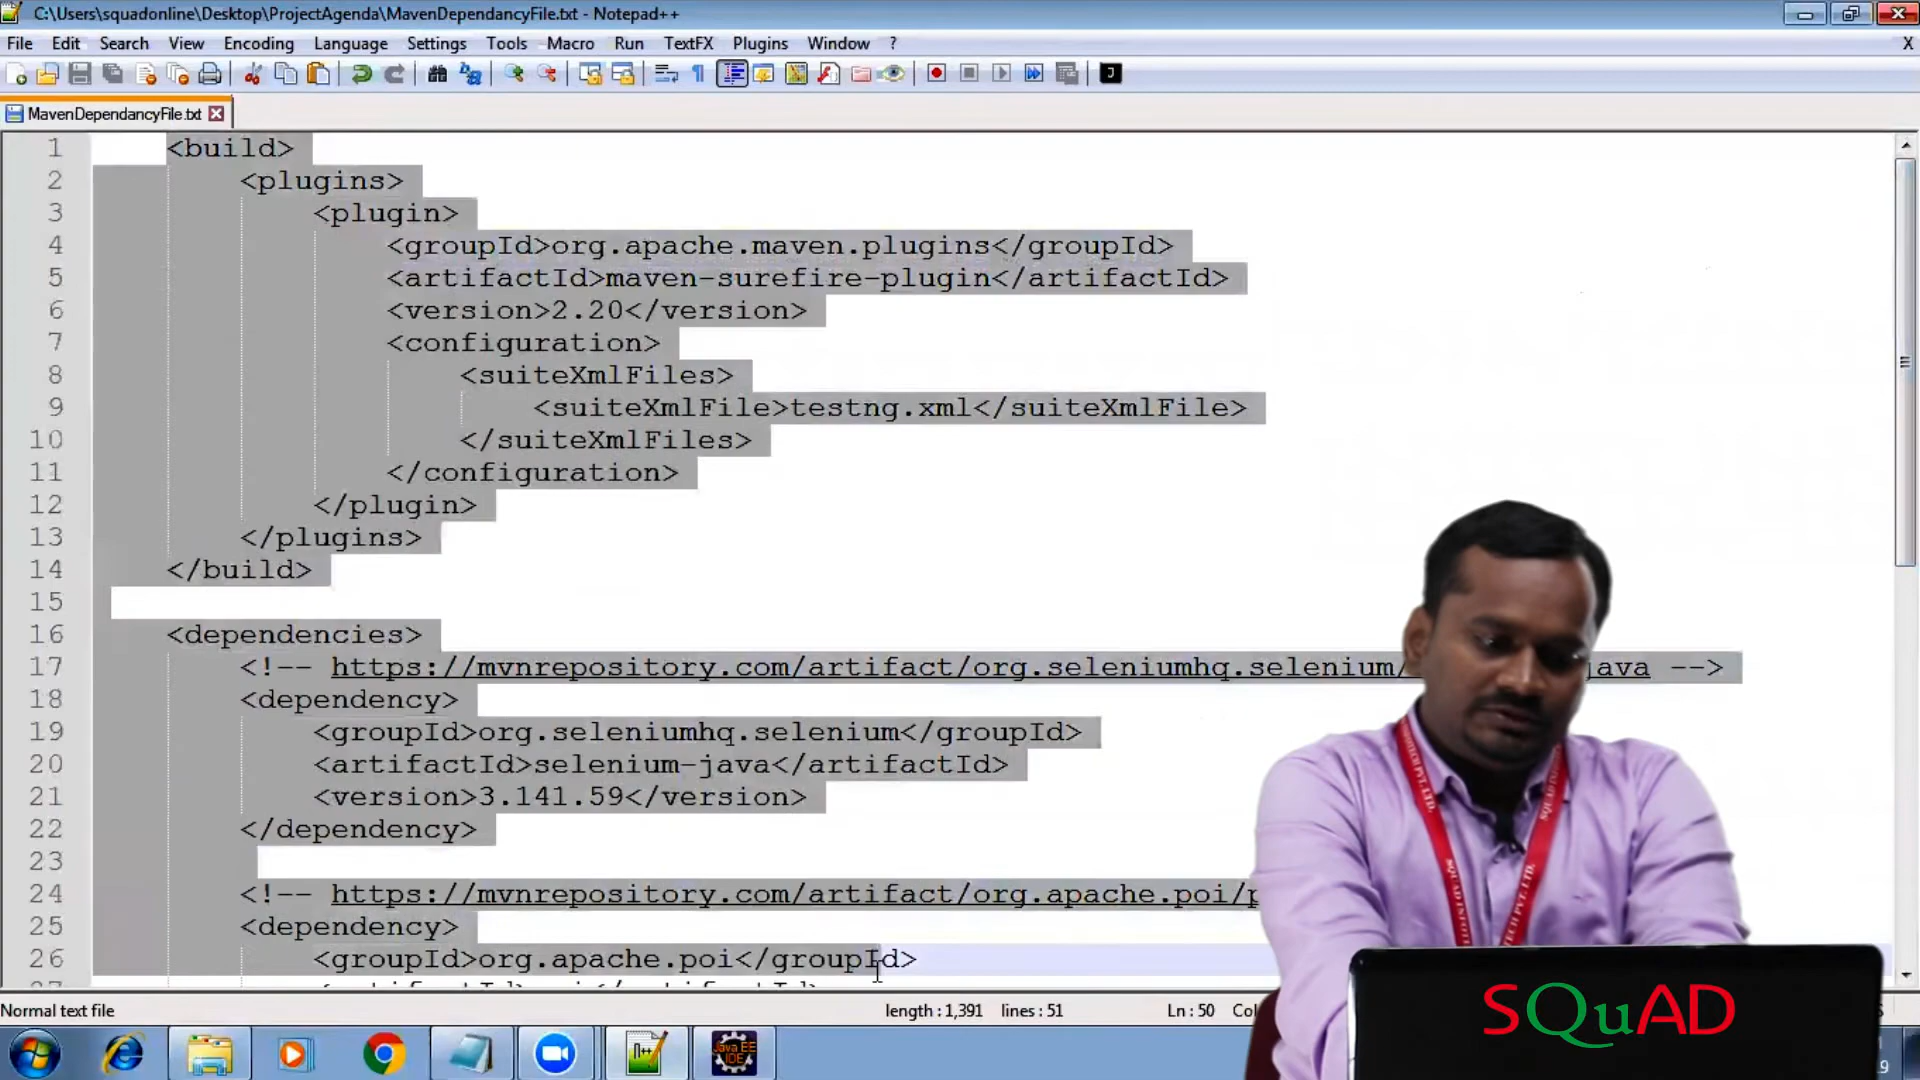 C:\Users\squadonline\Desktop\ProjectAgenda\MavenDependancyFile.txt - Notepad++
File Edit Search View Encoding Language Settings Tools Macro Run TextFX Plugins Window ? X
MavenDependancyFile.txt
1 <build>
2 <plugins>
3 <plugin>
4 <groupId>org.apache.maven.plugins</groupId>
5 <artifactId>maven-surefire-plugin</artifactId>
6 <version>2.20</version>
7 <configuration>
8 <suiteXmlFiles>
9 <suiteXmlFile>testng.xml</suiteXmlFile>
10 </suiteXmlFiles>
11 </configuration>
12 </plugin>
13 </plugins>
14 </build>
15
16 <dependencies>
17 <!-- https://mvnrepository.com/artifact/org.seleniumhq.selenium/ java -->
18 <dependency>
19 <groupId>org.seleniumhq.selenium</groupId>
20 <artifactId>selenium-java</artifactId>
21 <version>3.141.59</version>
22 </dependency>
23
24 <!-- https://mvnrepository.com/artifact/org.apache.poi/p
25 <dependency>
26 <groupId>org.apache.poi</groupId>
Normal text file length : 1,391 lines : 51 Ln : 50 Col
Java EE
IDE
SQuAD